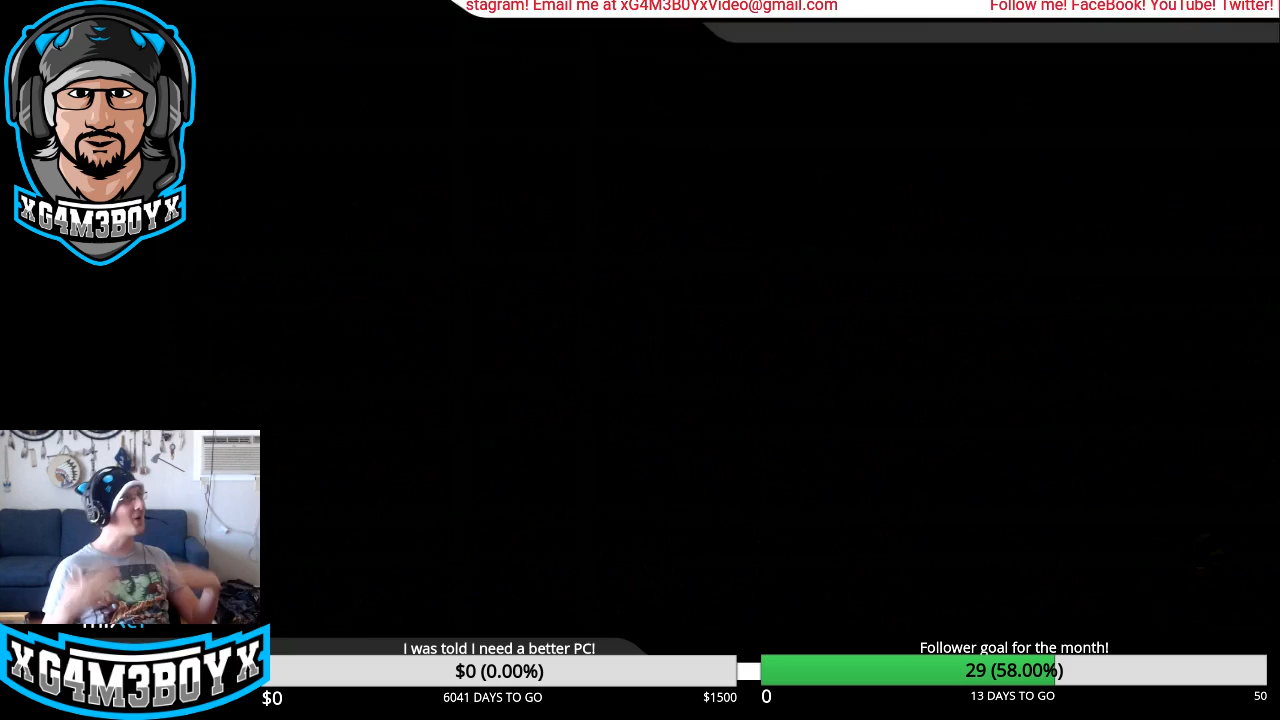 stagram! Email me at xG4M3B0YxVideo@gmail.com
Follow me! FaceBook! YouTube! Twitter!
XG4M3B0YX
I was told I need a better PC!
$0 (0.00%)
$0
6041 DAYS TO GO
$1500
Follower goal for the month!
29 (58.00%)
0
13 DAYS TO GO
50
XG4M3B0YX